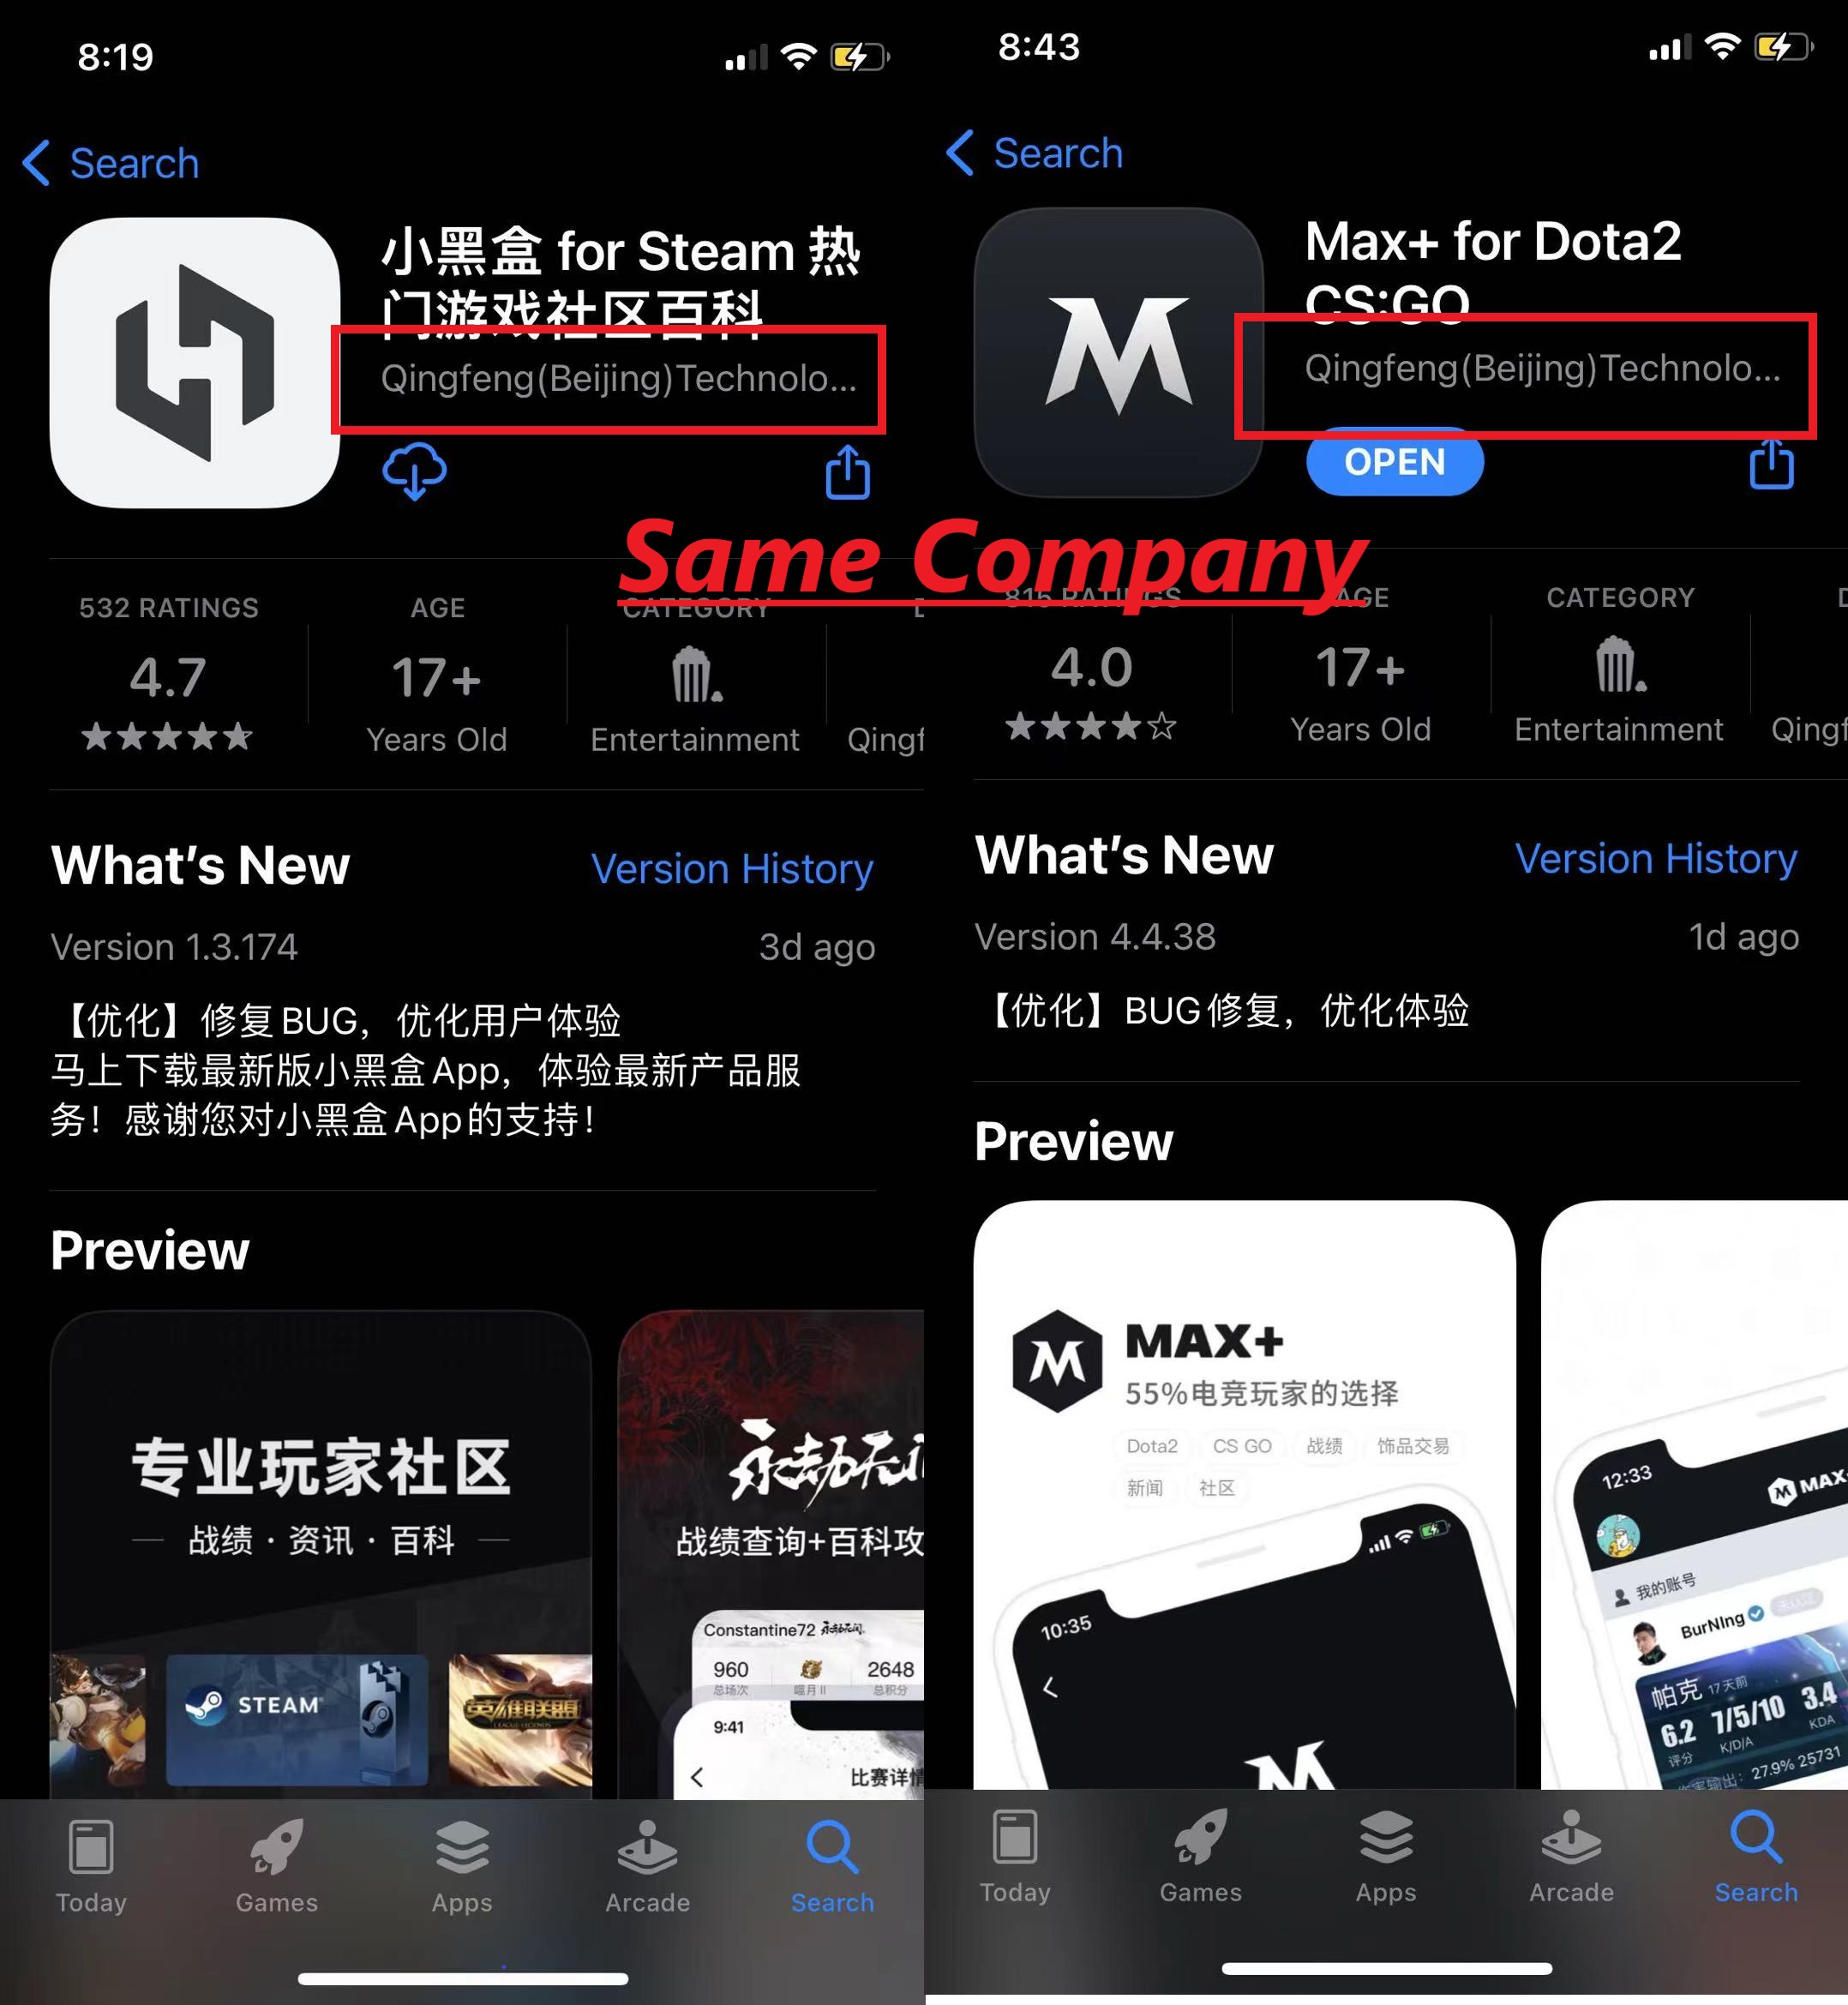 8:19
Search
小黑盒 for Steam 热
门游戏社区百科
Qingfeng(Beijing)Technolo...
532 RATINGS
AGE
CATEGORY
4.7
17+
Years Old
Entertainment
Qingf
What's New
Version History
Version 1.3.174
3d ago
【优化】修复BUG，优化用户体验
马上下载最新版小黑盒App，体验最新产品服
务！感谢您对小黑盒App的支持！
Preview
专业玩家社区
战绩 · 资讯 · 百科
STEAM
英雄联盟
LEAGUE LEGENDS
永劫无间
战绩查询+百科攻
Constantine72 永劫无间
960
2648
总场次
噬月 II
总积分
9:41
比赛详情
Today
Games
Apps
Arcade
Search
Same Company
8:43
Search
Max+ for Dota2
CS:GO
Qingfeng(Beijing)Technolo...
OPEN
815 RATINGS
AGE
CATEGORY
4.0
17+
Years Old
Entertainment
Qingf
What's New
Version History
Version 4.4.38
1d ago
【优化】BUG修复，优化体验
Preview
MAX+
55%电竞玩家的选择
Dota2
CS GO
战绩
饰品交易
新闻
社区
10:35
12:33
MAX
我的账号
BurNIng
帕克 17天前
6.2 7/5/10 3.4
评分 K/D/A KDA
伤害输出： 27.9% 25731
Today
Games
Apps
Arcade
Search